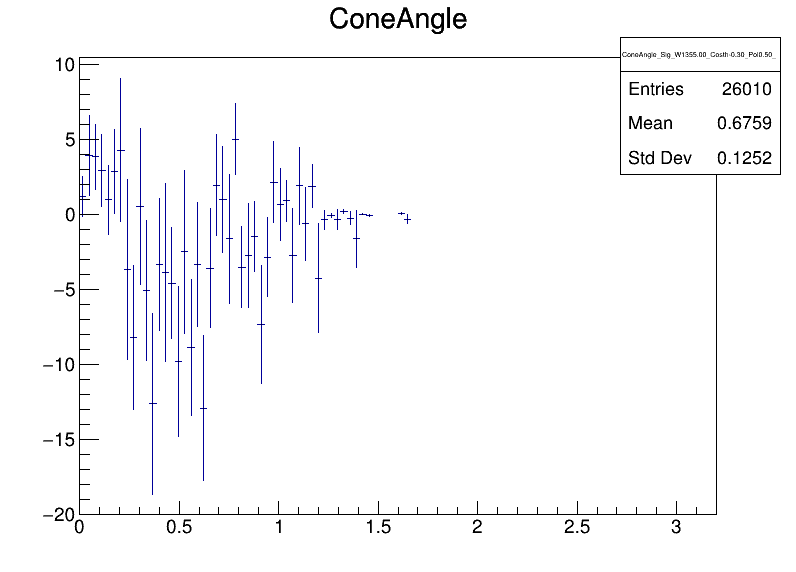 ConeAngle
ConeAngle_Sig_W1355.00_Costh-0.30_Pol0.50_
Entries 26010
Mean 0.6759
Std Dev 0.1252
10
5
0
−5
−10
−15
−20
0 0.5 1 1.5 2 2.5 3